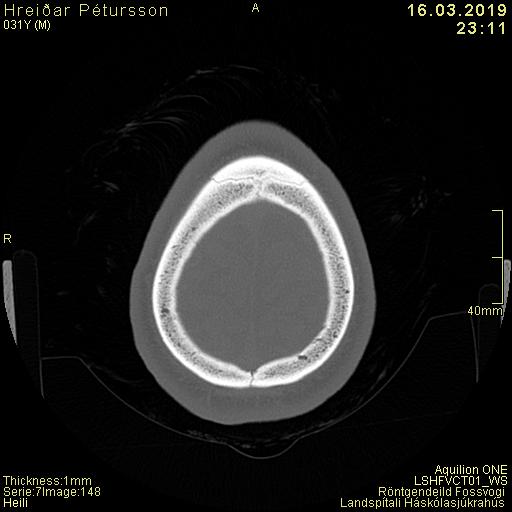 Hreiðar Pétursson
A
16.03.2019
031Y (M)
23:11
R
40mm
Aquilion ONE
Thickness:1mm
LSHFVCT01_WS
Serie:7Image:148
Röntgendeild Fossvogi
Heili
Landspítali Háskólasjúkrahús